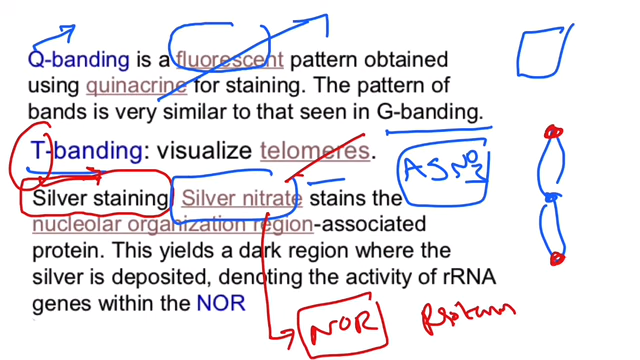 Q-banding is a fluorescent pattern obtained
using quinacrine for staining. The pattern of
bands is very similar to that seen in G-banding.
T-banding: visualize telomeres.
AgNO3
Silver staining Silver nitrate stains the
nucleolar organization region-associated
protein. This yields a dark region where the
silver is deposited, denoting the activity of rRNA
genes within the NOR
NOR